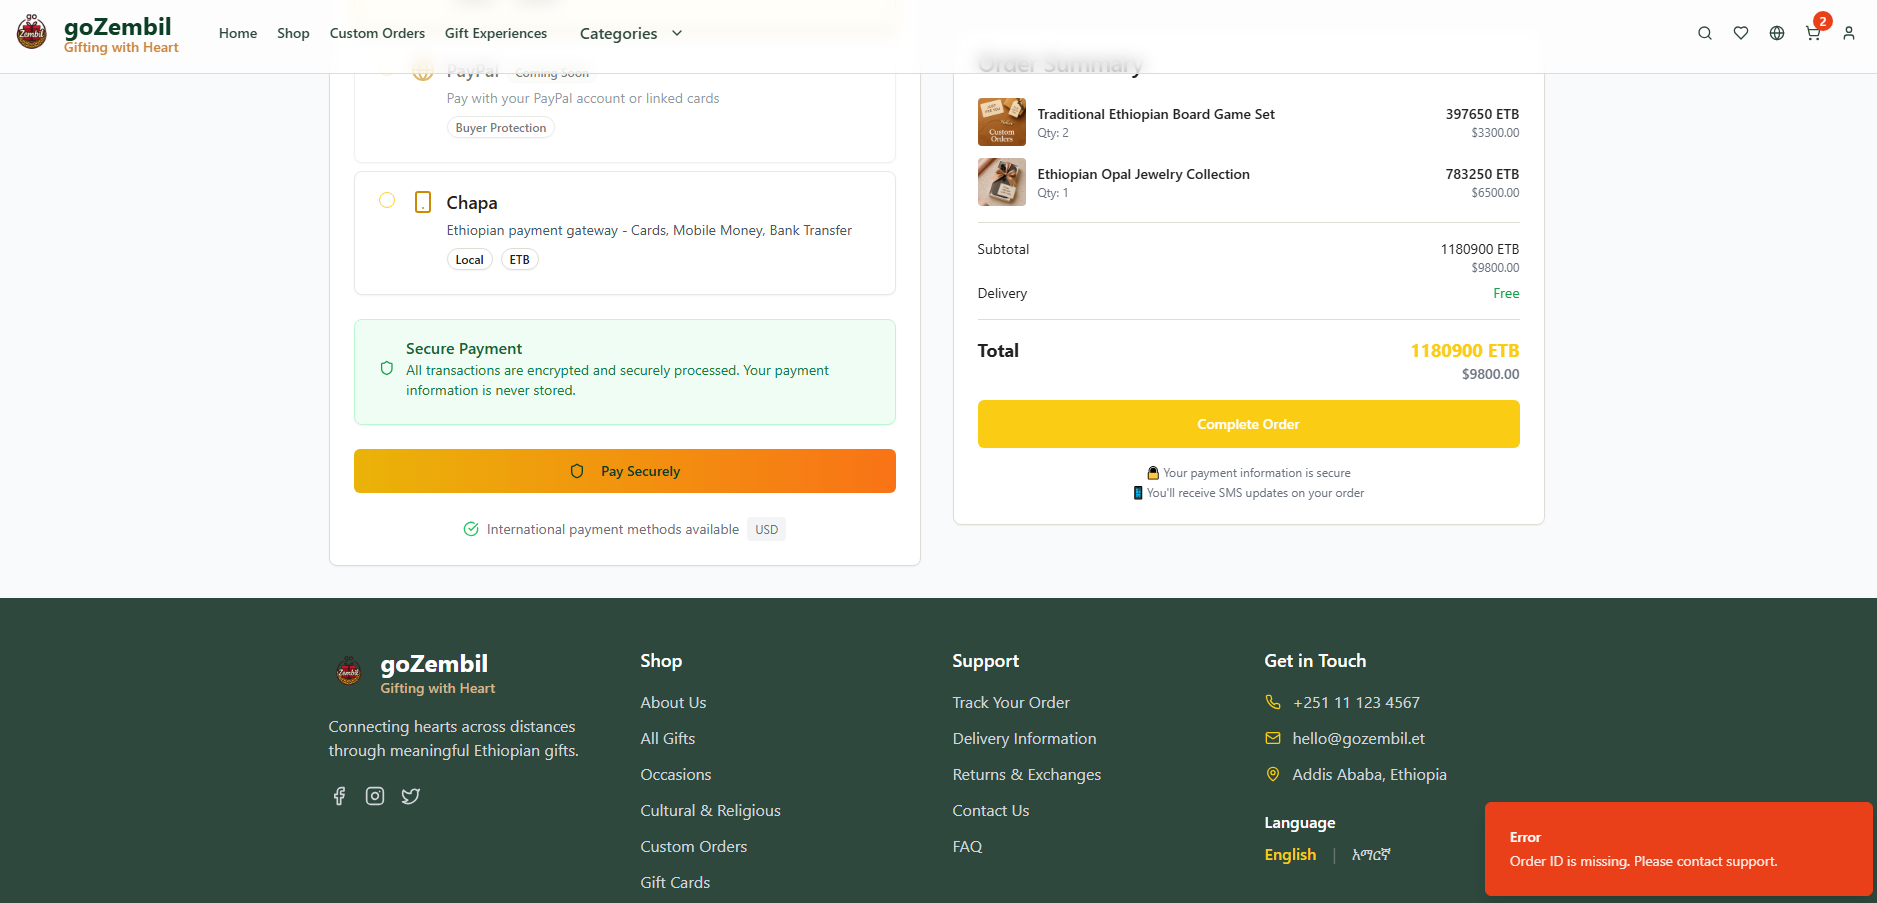 goZembil
Gifting with Heart
Home
Shop
Custom Orders
Gift Experiences
Categories
2
PayPal
Coming Soon
Pay with your PayPal account or linked cards
Buyer Protection
Chapa
Ethiopian payment gateway - Cards, Mobile Money, Bank Transfer
Local
ETB
Secure Payment
All transactions are encrypted and securely processed. Your payment
information is never stored.
Pay Securely
International payment methods available
USD
Order Summary
Traditional Ethiopian Board Game Set
397650 ETB
Qty: 2
$3300.00
Ethiopian Opal Jewelry Collection
783250 ETB
Qty: 1
$6500.00
Subtotal
1180900 ETB
$9800.00
Delivery
Free
Total
1180900 ETB
$9800.00
Complete Order
Your payment information is secure
You'll receive SMS updates on your order
goZembil
Gifting with Heart
Connecting hearts across distances
through meaningful Ethiopian gifts.
Shop
About Us
All Gifts
Occasions
Cultural & Religious
Custom Orders
Gift Cards
Support
Track Your Order
Delivery Information
Returns & Exchanges
Contact Us
FAQ
Get in Touch
+251 11 123 4567
hello@gozembil.et
Addis Ababa, Ethiopia
Language
English
|
አማርኛ
Error
Order ID is missing. Please contact support.